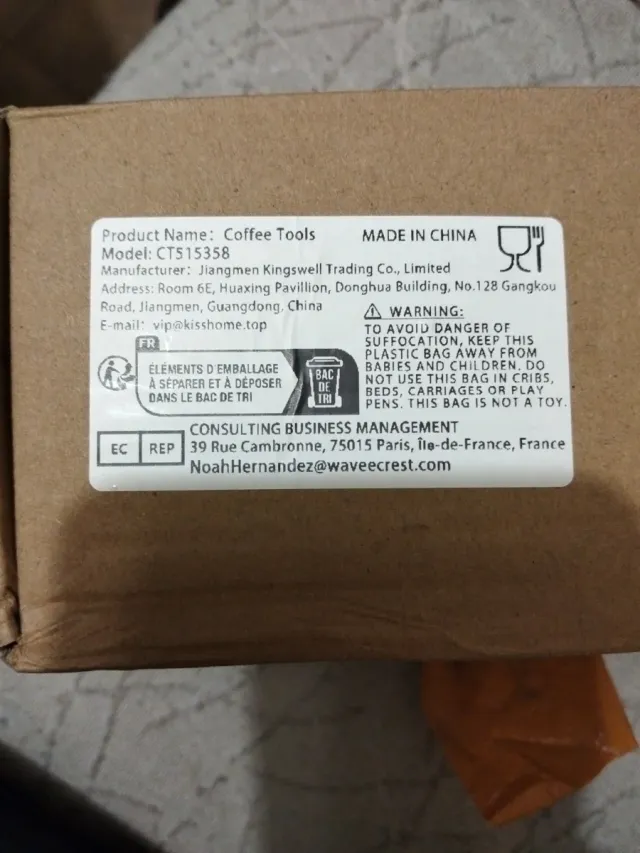 Product Name: Coffee Tools
MADE IN CHINA
Model: CT515358
Manufacturer: Jiangmen Kingswell Trading Co., Limited
Address: Room 6E, Huaxing Pavillion, Donghua Building, No.128 Gangkou
Road, Jiangmen, Guangdong, China
E-mail: vip@kisshome.top
WARNING:
TO AVOID DANGER OF
SUFFOCATION, KEEP THIS
PLASTIC BAG AWAY FROM
BABIES AND CHILDREN. DO
NOT USE THIS BAG IN CRIBS,
BEDS, CARRIAGES OR PLAY
PENS. THIS BAG IS NOT A TOY.
FR
ÉLÉMENTS D'EMBALLAGE
À SÉPARER ET À DÉPOSER
DANS LE BAC DE TRI
BAC
DE
TRI
EC REP
CONSULTING BUSINESS MANAGEMENT
39 Rue Cambronne, 75015 Paris, Île-de-France, France
NoahHernandez@waveecrest.com